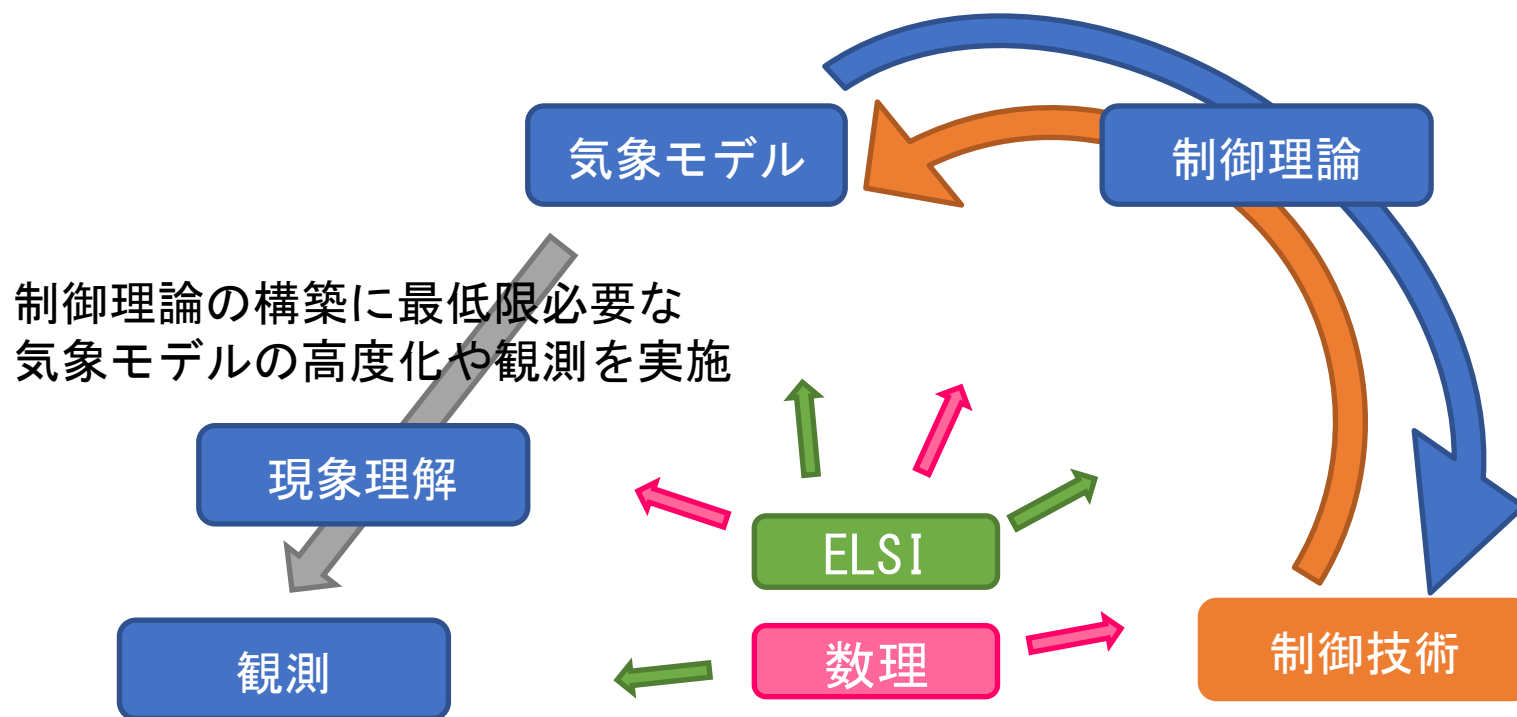 気象モデル
制御理論
制御理論の構築に最低限必要な
気象モデルの高度化や観測を実施
現象理解
ELSI
数理
観測
制御技術